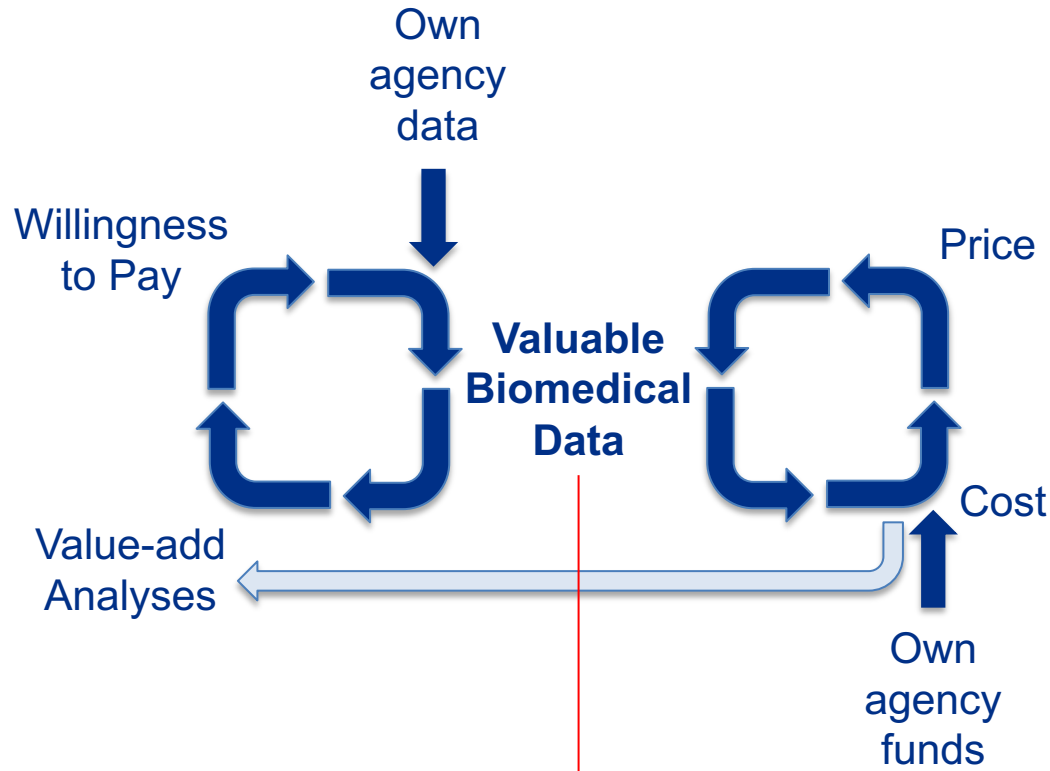 Own
agency
data
Willingness
to Pay
Price
Valuable
Biomedical
Data
Cost
Value-add
Analyses
Own
agency
funds